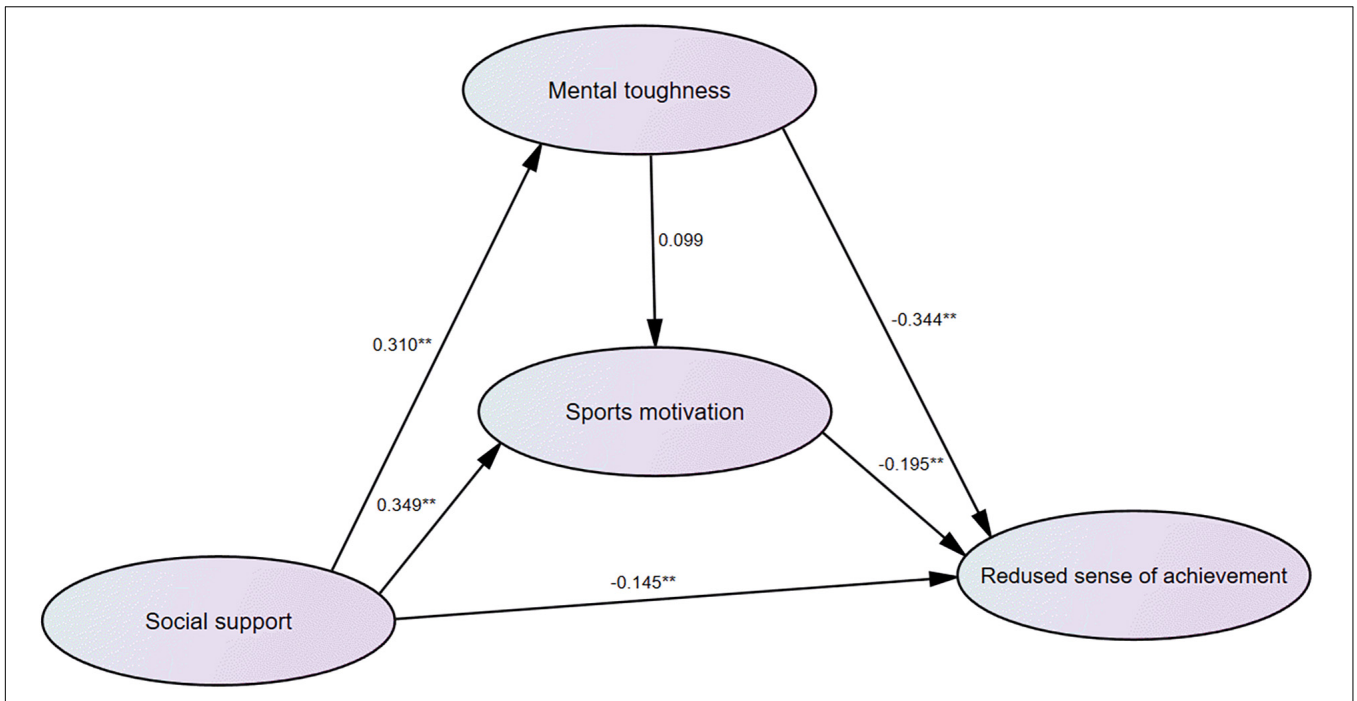 Mental toughness
0.099
0.310**
-0.344**
Sports motivation
-0.195**
0.349**
-0.145**
Redused sense of achievement
Social support